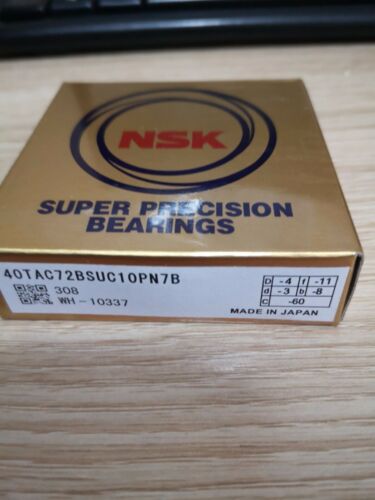 NSK
SUPER PRECISION
BEARINGS
40TAC72BSUC10PN7B
308
WH-10337
D -4 f -11
d -3 b -8
C -60
MADE IN JAPAN